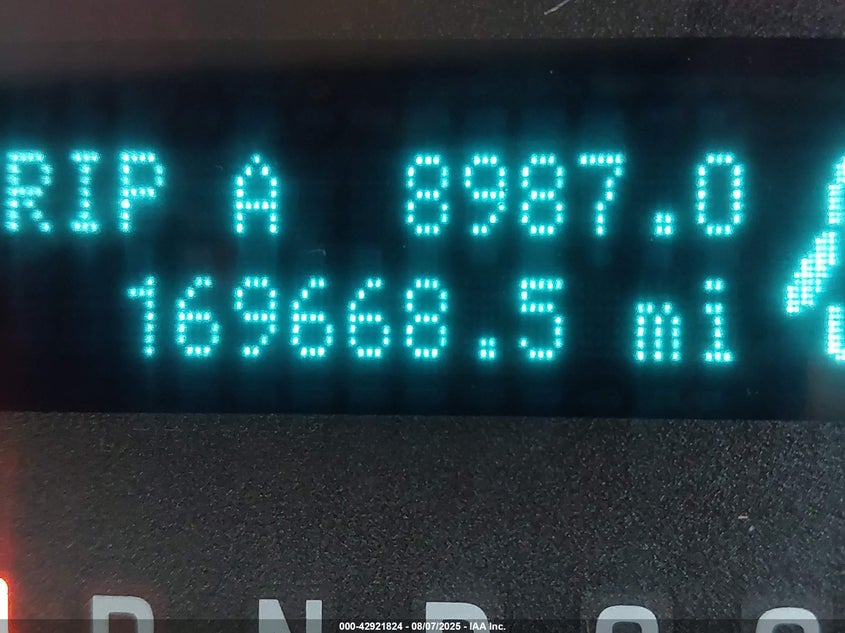 RIP A 8987.0
169668.5 mi
R N D
000-42921824 - 08/07/2025 - IAA Inc.